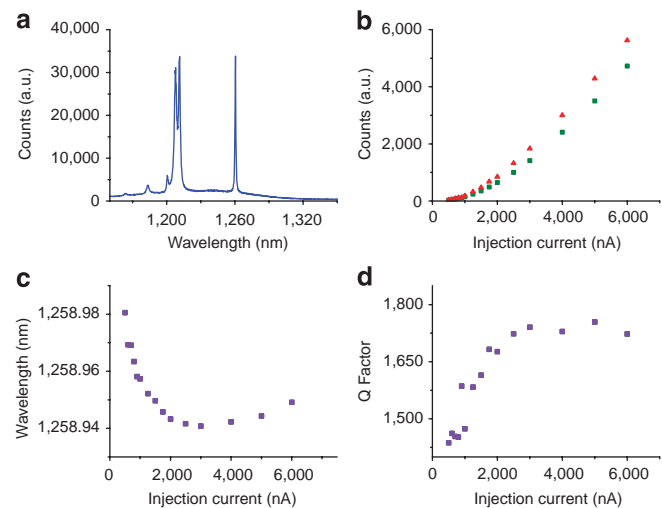 a
40,000
30,000
20,000
10,000
0
Counts (a.u.)
1,200
1,260
1,320
Wavelength (nm)
b
6,000
4,000
2,000
0
Counts (a.u.)
0
2,000
4,000
6,000
Injection current (nA)
c
1,258.98
1,258.96
1,258.94
Wavelength (nm)
0
2,000
4,000
6,000
Injection current (nA)
d
1,800
1,650
1,500
Q Factor
0
2,000
4,000
6,000
Injection current (nA)